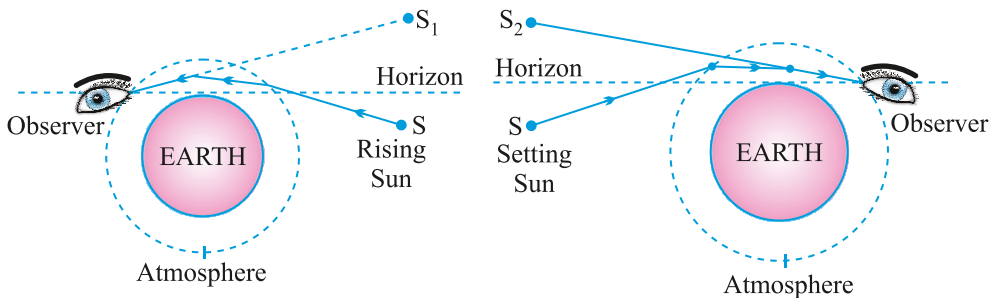 S₁
Horizon
Observer
S
Rising
Sun
EARTH
Atmosphere
S₂
Horizon
Observer
S
Setting
Sun
EARTH
Atmosphere